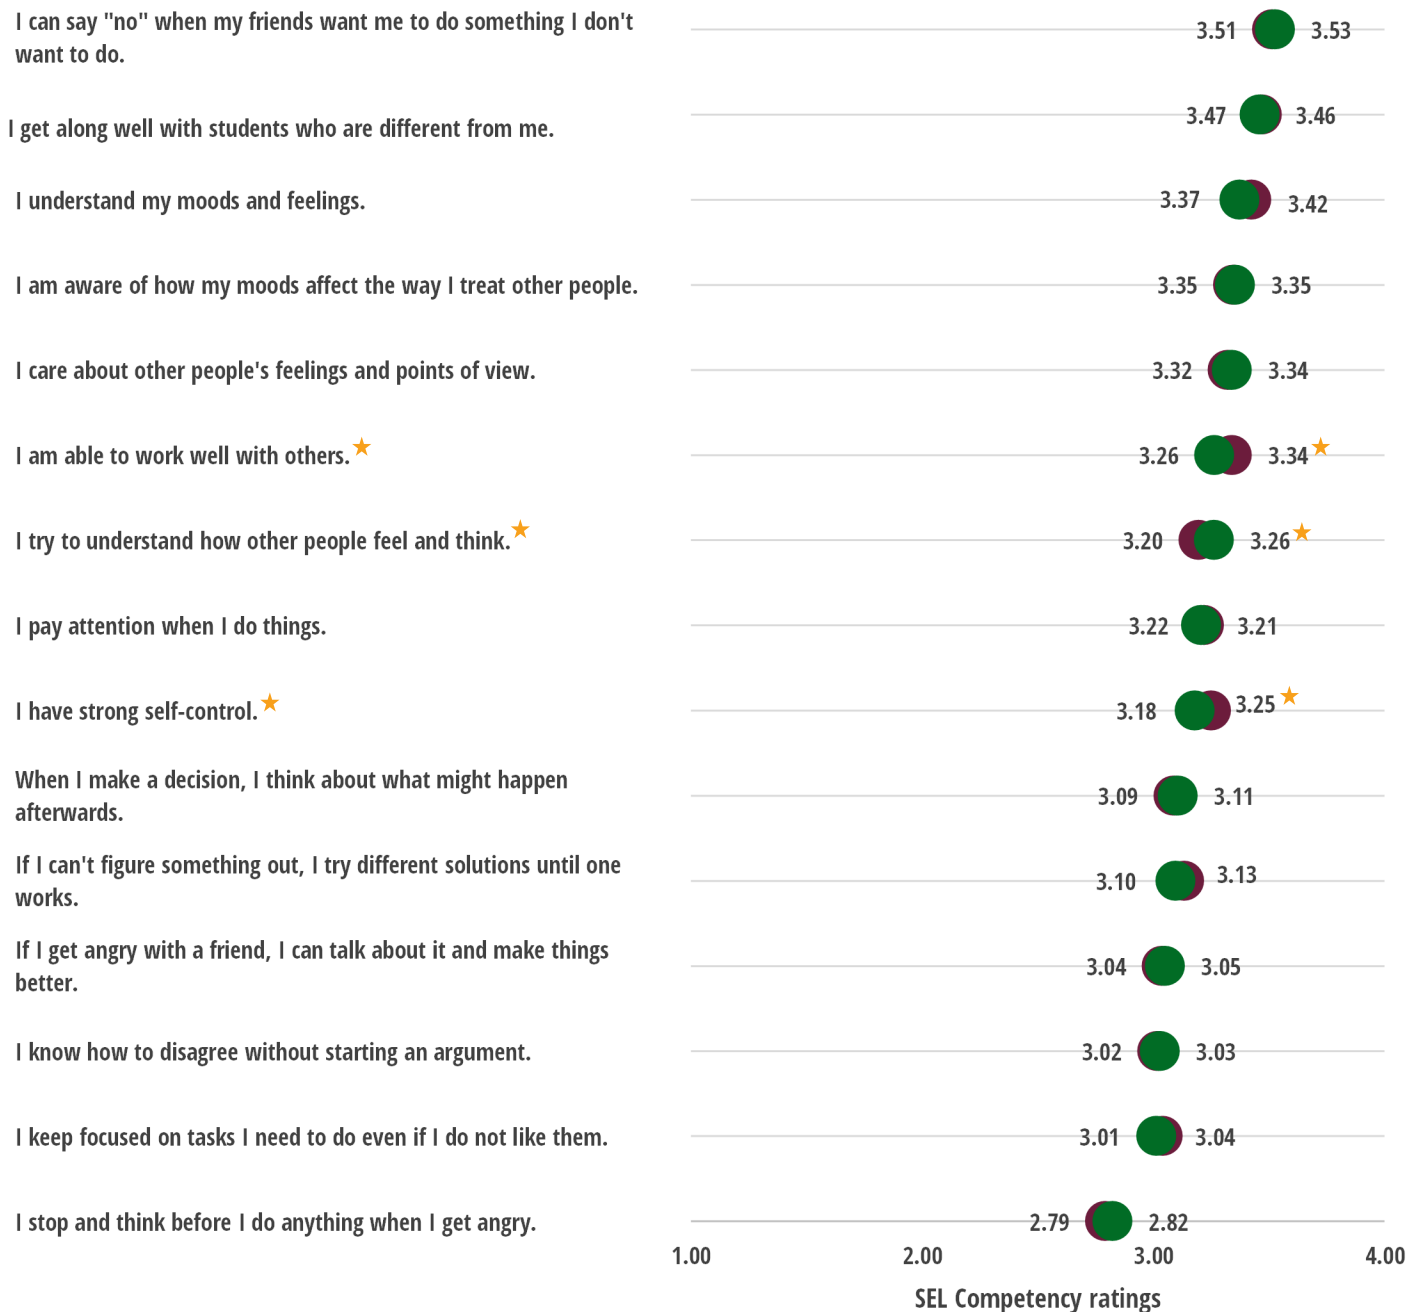 I can say "no" when my friends want me to do something I don't
want to do.
3.51 3.53
I get along well with students who are different from me.
3.47 3.46
I understand my moods and feelings.
3.37 3.42
I am aware of how my moods affect the way I treat other people.
3.35 3.35
I care about other people's feelings and points of view.
3.32 3.34
I am able to work well with others.★
3.26 3.34★
I try to understand how other people feel and think.★
3.20 3.26★
I pay attention when I do things.
3.22 3.21
I have strong self-control.★
3.18 3.25★
When I make a decision, I think about what might happen
afterwards.
3.09 3.11
If I can't figure something out, I try different solutions until one
works.
3.10 3.13
If I get angry with a friend, I can talk about it and make things
better.
3.04 3.05
I know how to disagree without starting an argument.
3.02 3.03
I keep focused on tasks I need to do even if I do not like them.
3.01 3.04
I stop and think before I do anything when I get angry.
2.79 2.82
1.00 2.00 3.00 4.00
SEL Competency ratings